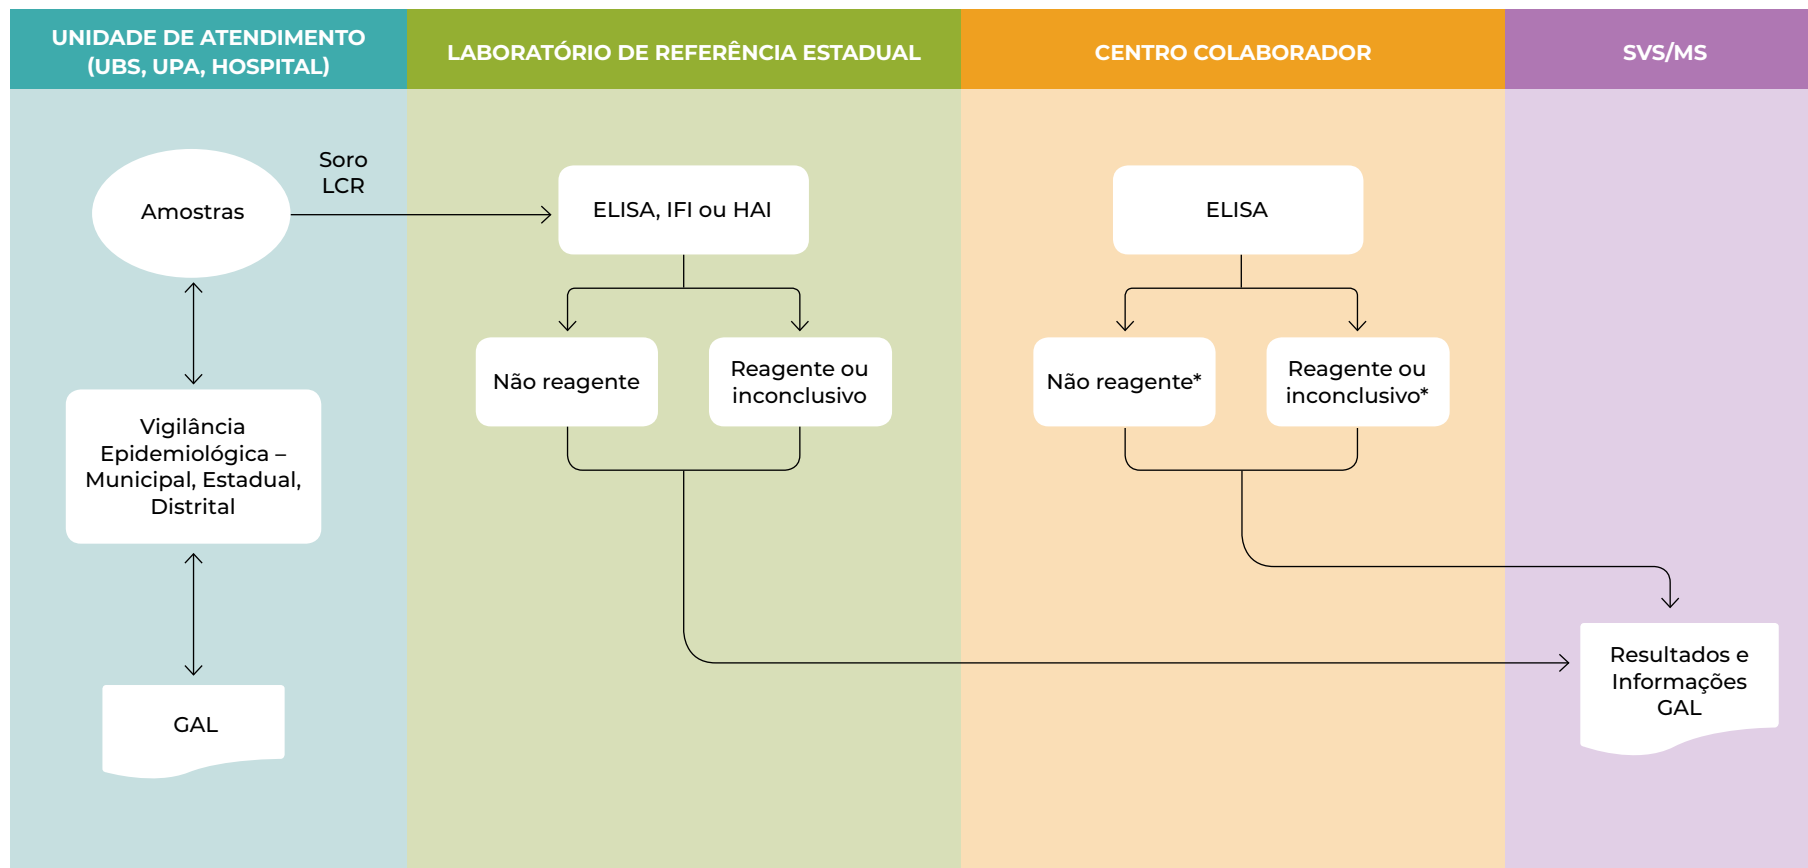 UNIDADE DE ATENDIMENTO
(UBS, UPA, HOSPITAL)
LABORATÓRIO DE REFERÊNCIA ESTADUAL
CENTRO COLABORADOR
SVS/MS
Amostras
Soro
LCR
ELISA, IFI ou HAI
ELISA
Não reagente
Reagente ou
inconclusivo
Não reagente*
Reagente ou
inconclusivo*
Vigilância
Epidemiológica –
Municipal, Estadual,
Distrital
GAL
Resultados e
Informações
GAL